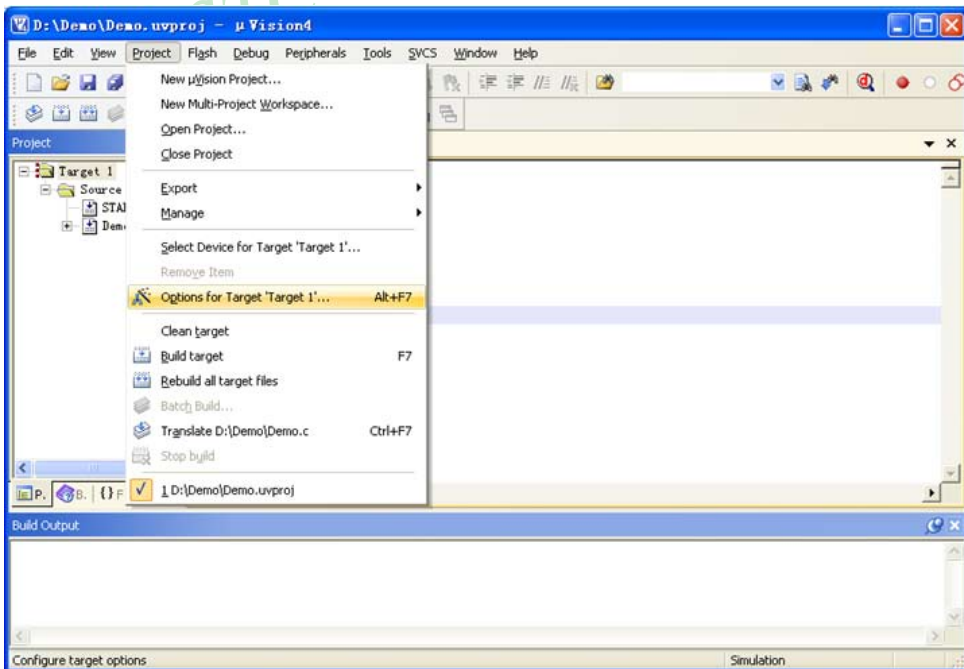 D:\Demo\Demo.uvproj - µVision4
File Edit View Project Flash Debug Peripherals Tools SVCS Window Help
Project
Target 1
Source
STA
Dem
New µVision Project...
New Multi-Project Workspace...
Open Project...
Close Project
Export
Manage
Select Device for Target 'Target 1'...
Remove Item
Options for Target 'Target 1'... Alt+F7
Clean target
Build target F7
Rebuild all target files
Batch Build...
Translate D:\Demo\Demo.c Ctrl+F7
Stop build
1 D:\Demo\Demo.uvproj
P. B. {} F
Build Output
Configure target options Simulation